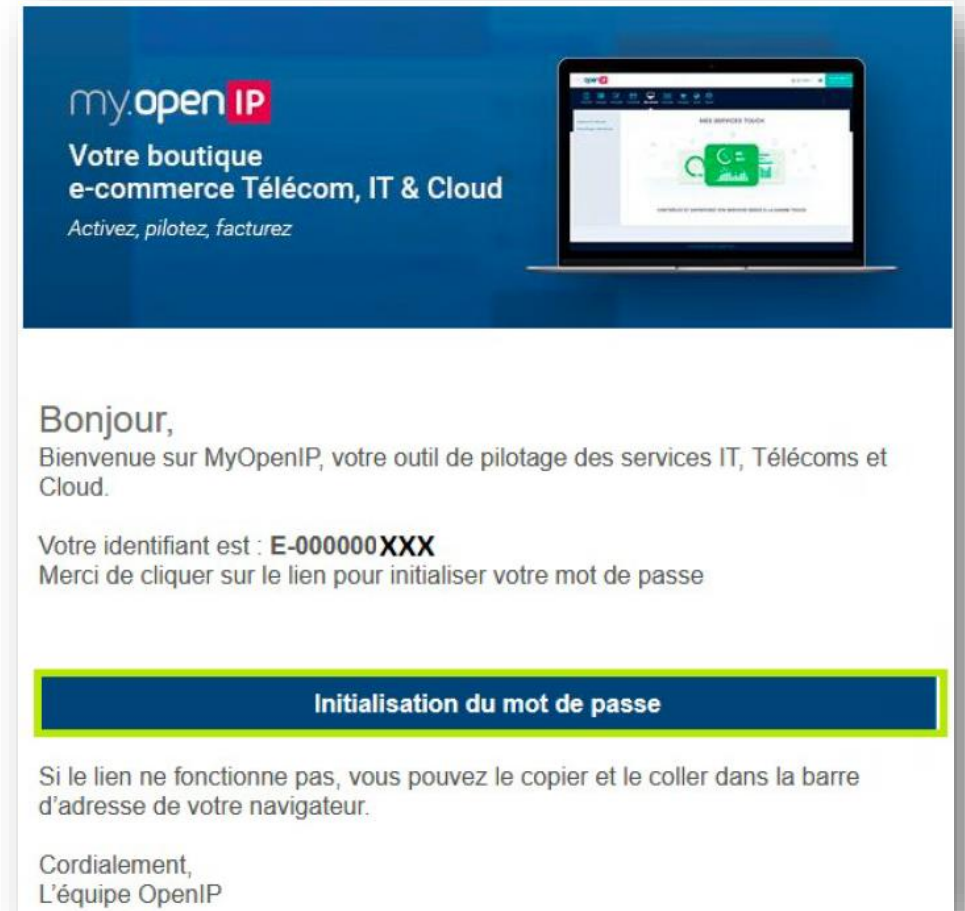 my.open IP
Votre boutique
e-commerce Télécom, IT & Cloud
Activez, pilotez, facturez
MES SERVICES TOUCH
Bonjour,
Bienvenue sur MyOpenIP, votre outil de pilotage des services IT, Télécoms et
Cloud.
Votre identifiant est : E-000000XXX
Merci de cliquer sur le lien pour initialiser votre mot de passe
Initialisation du mot de passe
Si le lien ne fonctionne pas, vous pouvez le copier et le coller dans la barre
d'adresse de votre navigateur.
Cordialement,
L'équipe OpenIP